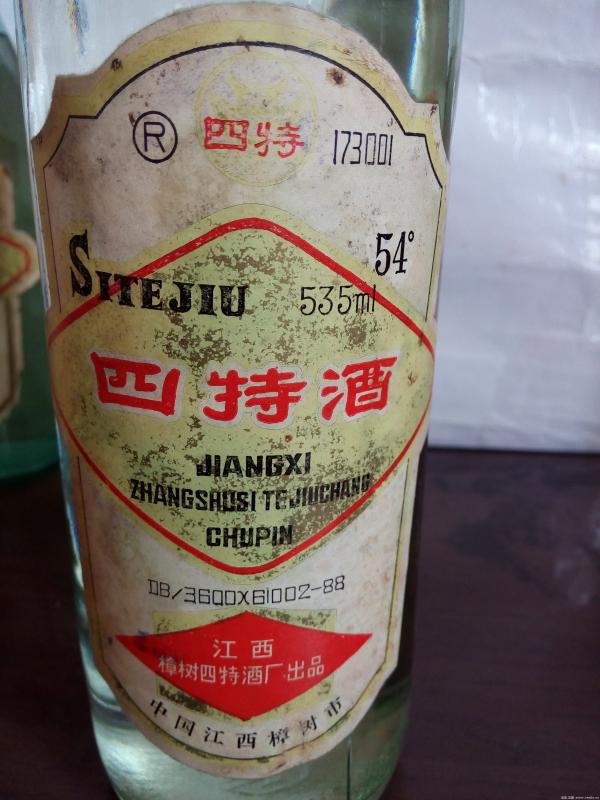 ® 四特 173001
54°
SITEJIU 535ml
四特酒
JIANGXI
ZHANGSHUSI TEJIUCHANG
CHUPIN
DB/3600X61002-88
江西
樟树四特酒厂出品
中国江西樟树市